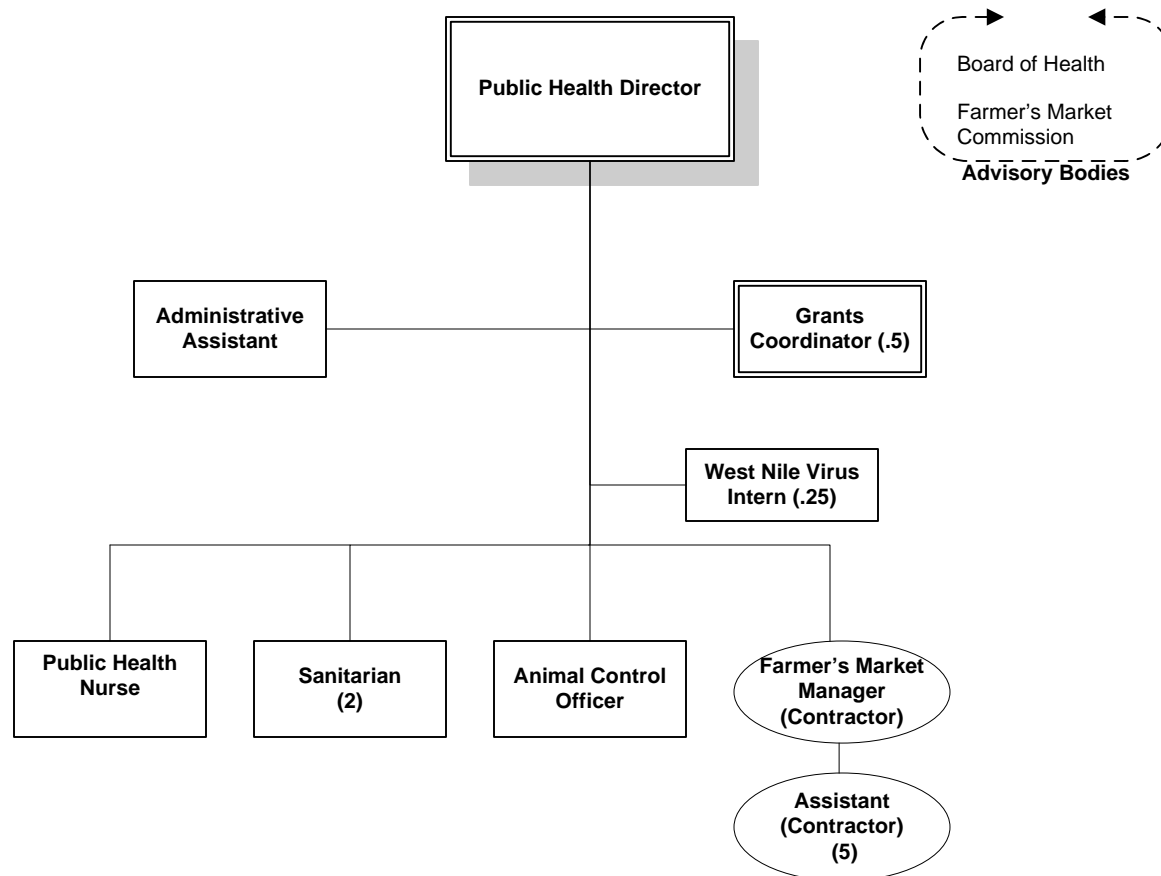 Public Health Director
Board of Health
Farmer’s Market
Commission
Advisory Bodies
Administrative
Assistant
Grants
Coordinator (.5)
West Nile Virus
Intern (.25)
Public Health
Nurse
Sanitarian
(2)
Animal Control
Officer
Farmer’s Market
Manager
(Contractor)
Assistant
(Contractor)
(5)